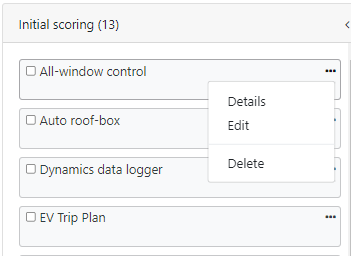 Initial scoring (13)
All-window control
Details
Edit
Auto roof-box
Delete
Dynamics data logger
EV Trip Plan